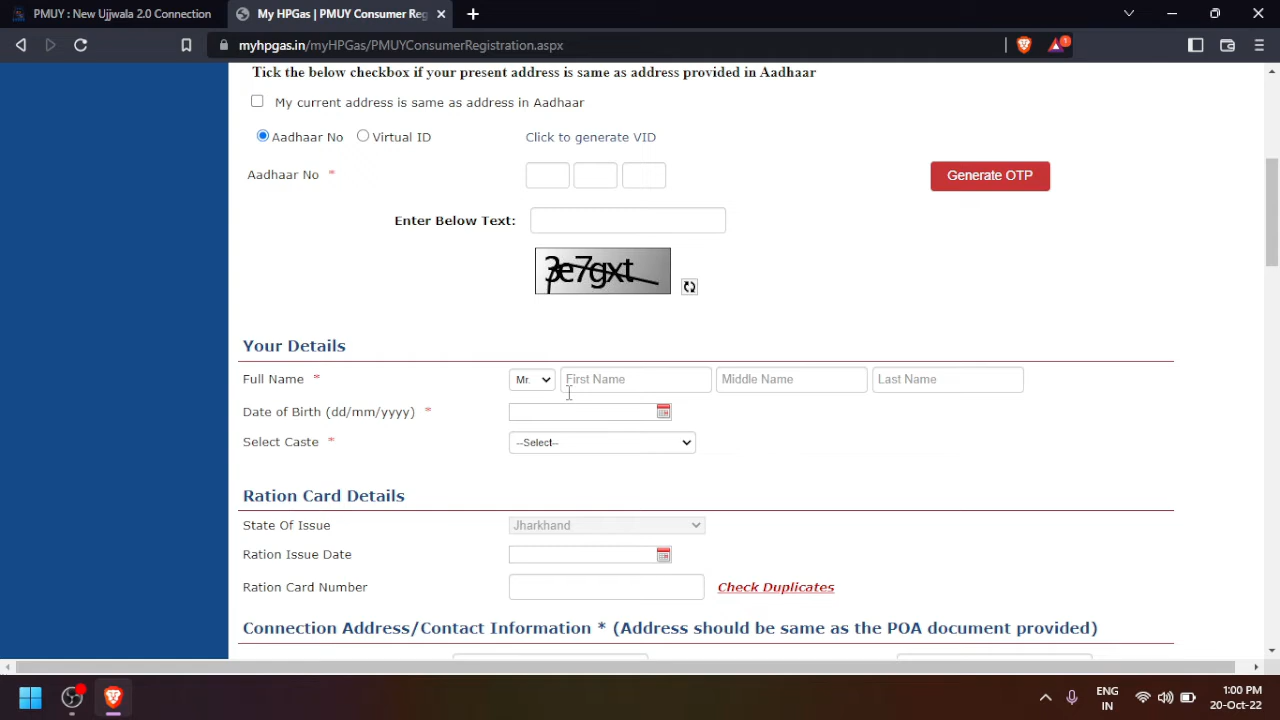 PMUY : New Ujjwala 2.0 Connection
My HPGas | PMUY Consumer Reg
myhpgas.in/myHPGas/PMUYConsumerRegistration.aspx
1
Tick the below checkbox if your present address is same as address provided in Aadhaar
My current address is same as address in Aadhaar
Aadhaar No Virtual ID Click to generate VID
Aadhaar No * Generate OTP
Enter Below Text:
3e7gxt
Your Details
Full Name * Mr. First Name Middle Name Last Name
Date of Birth (dd/mm/yyyy) *
Select Caste * --Select--
Ration Card Details
State Of Issue Jharkhand
Ration Issue Date
Ration Card Number Check Duplicates
Connection Address/Contact Information * (Address should be same as the POA document provided)
ENG 1:00 PM
IN 20-Oct-22